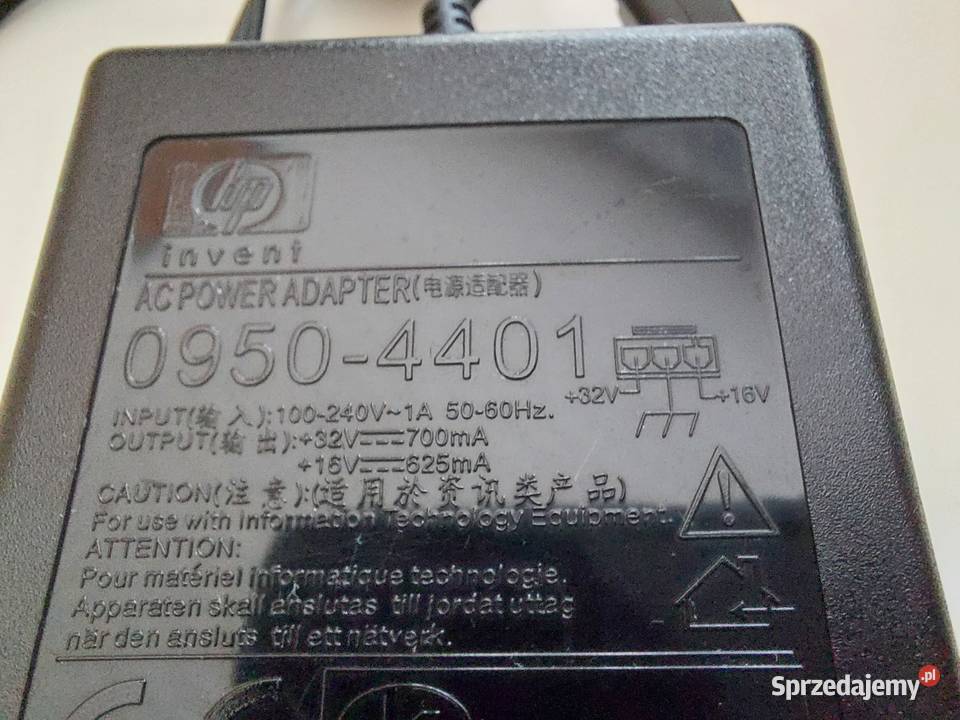 hp
invent
AC POWER ADAPTER(电源适配器)
0950-4401
+32V
+16V
INPUT(输入):100-240V~1A 50-60Hz.
OUTPUT(输出):+32V⎓700mA
+16V⎓625mA
CAUTION(注意):(适用於资讯类产品)
For use with Information Technology Equipment.
ATTENTION:
Pour matériel informatique technologie.
Apparaten skall anslutas till jordat uttag
när den ansluts till ett nätverk.
Sprzedajemy.pl